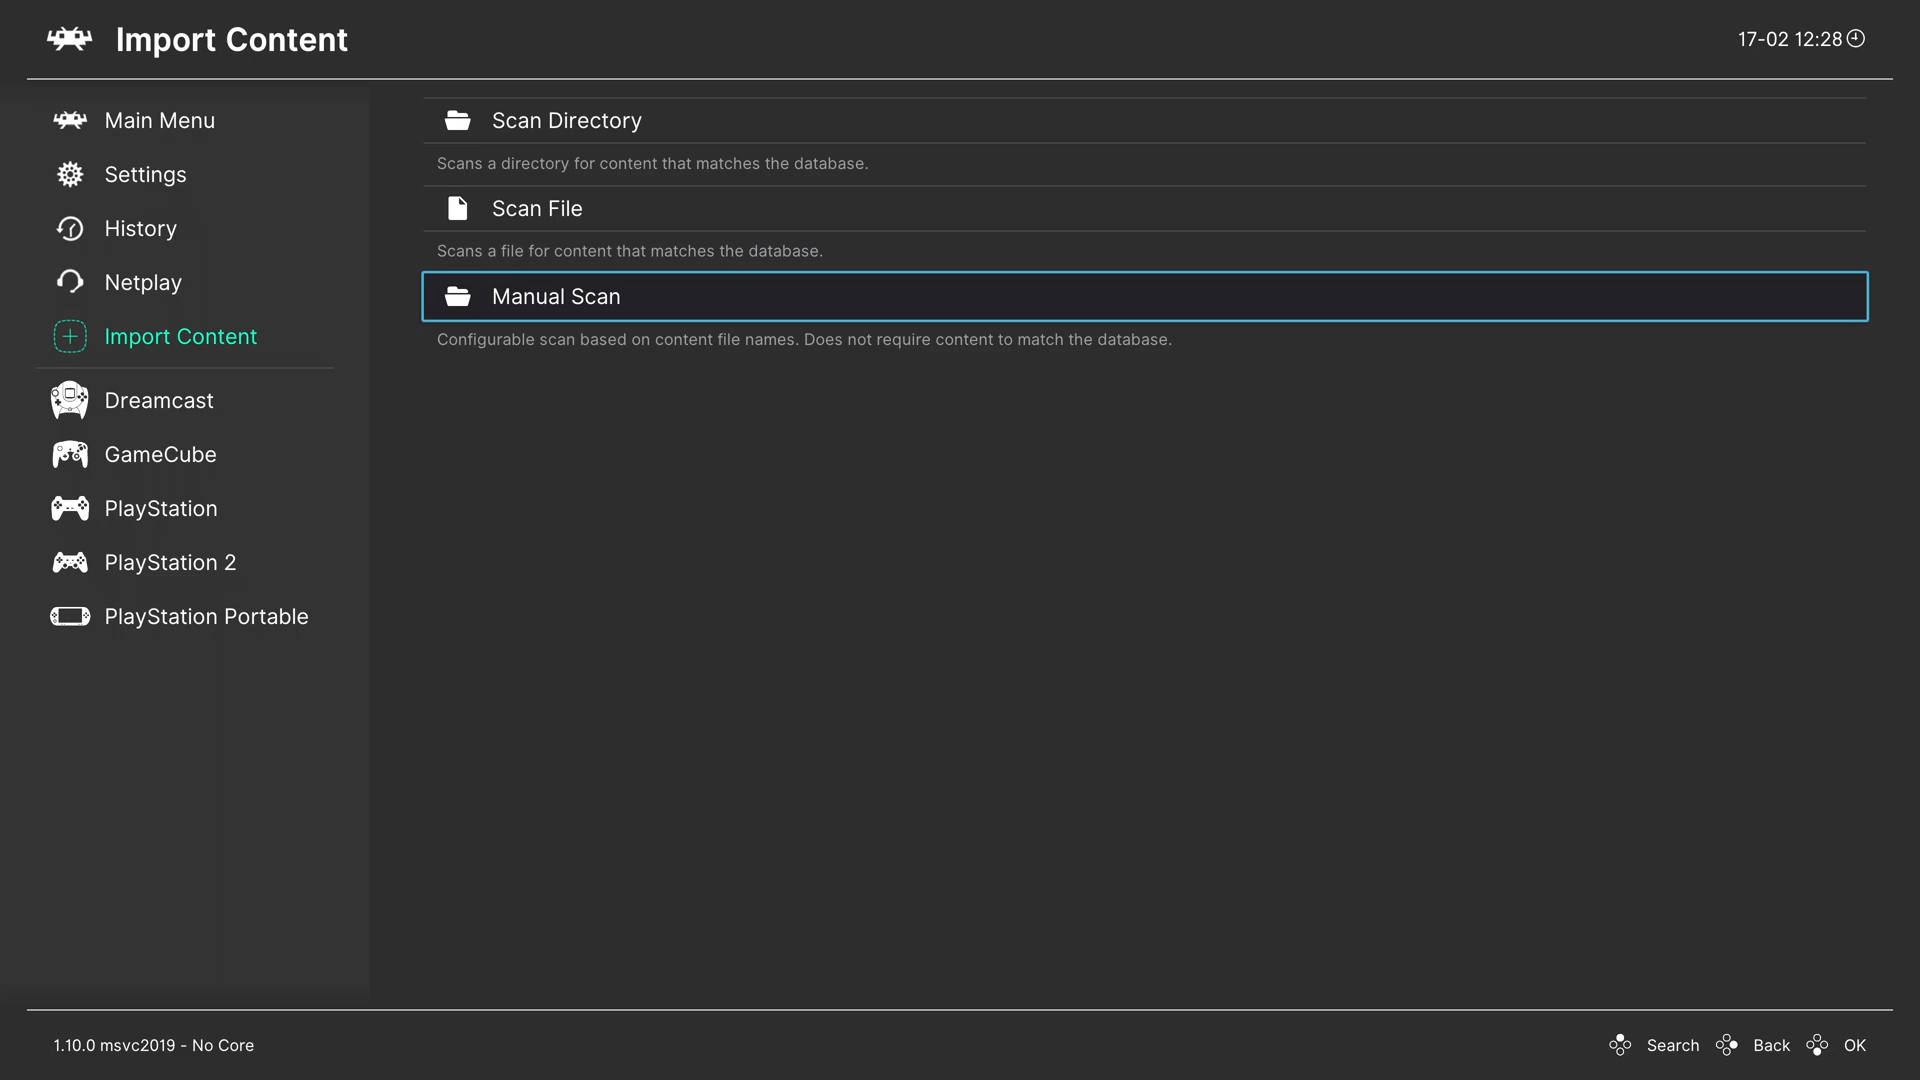 Import Content
17-02 12:28
Main Menu
Settings
History
Netplay
Import Content
Dreamcast
GameCube
PlayStation
PlayStation 2
PlayStation Portable
Scan Directory
Scans a directory for content that matches the database.
Scan File
Scans a file for content that matches the database.
Manual Scan
Configurable scan based on content file names. Does not require content to match the database.
1.10.0 msvc2019 - No Core
Search Back OK